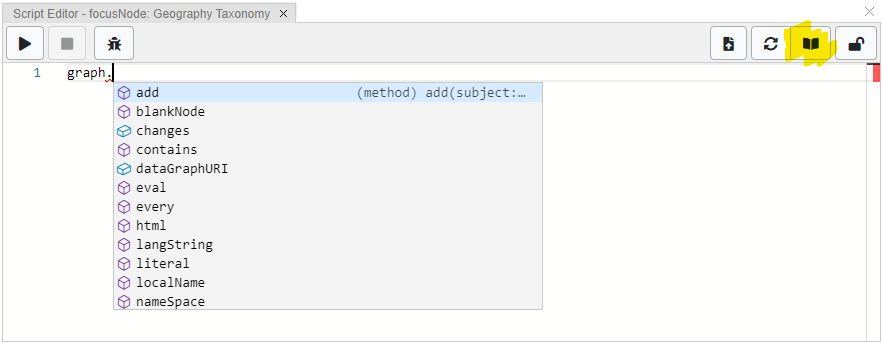 Script Editor - focusNode: Geography Taxonomy
1 graph.
add (method) add(subject:…
blankNode
changes
contains
dataGraphURI
eval
every
html
langString
literal
localName
nameSpace